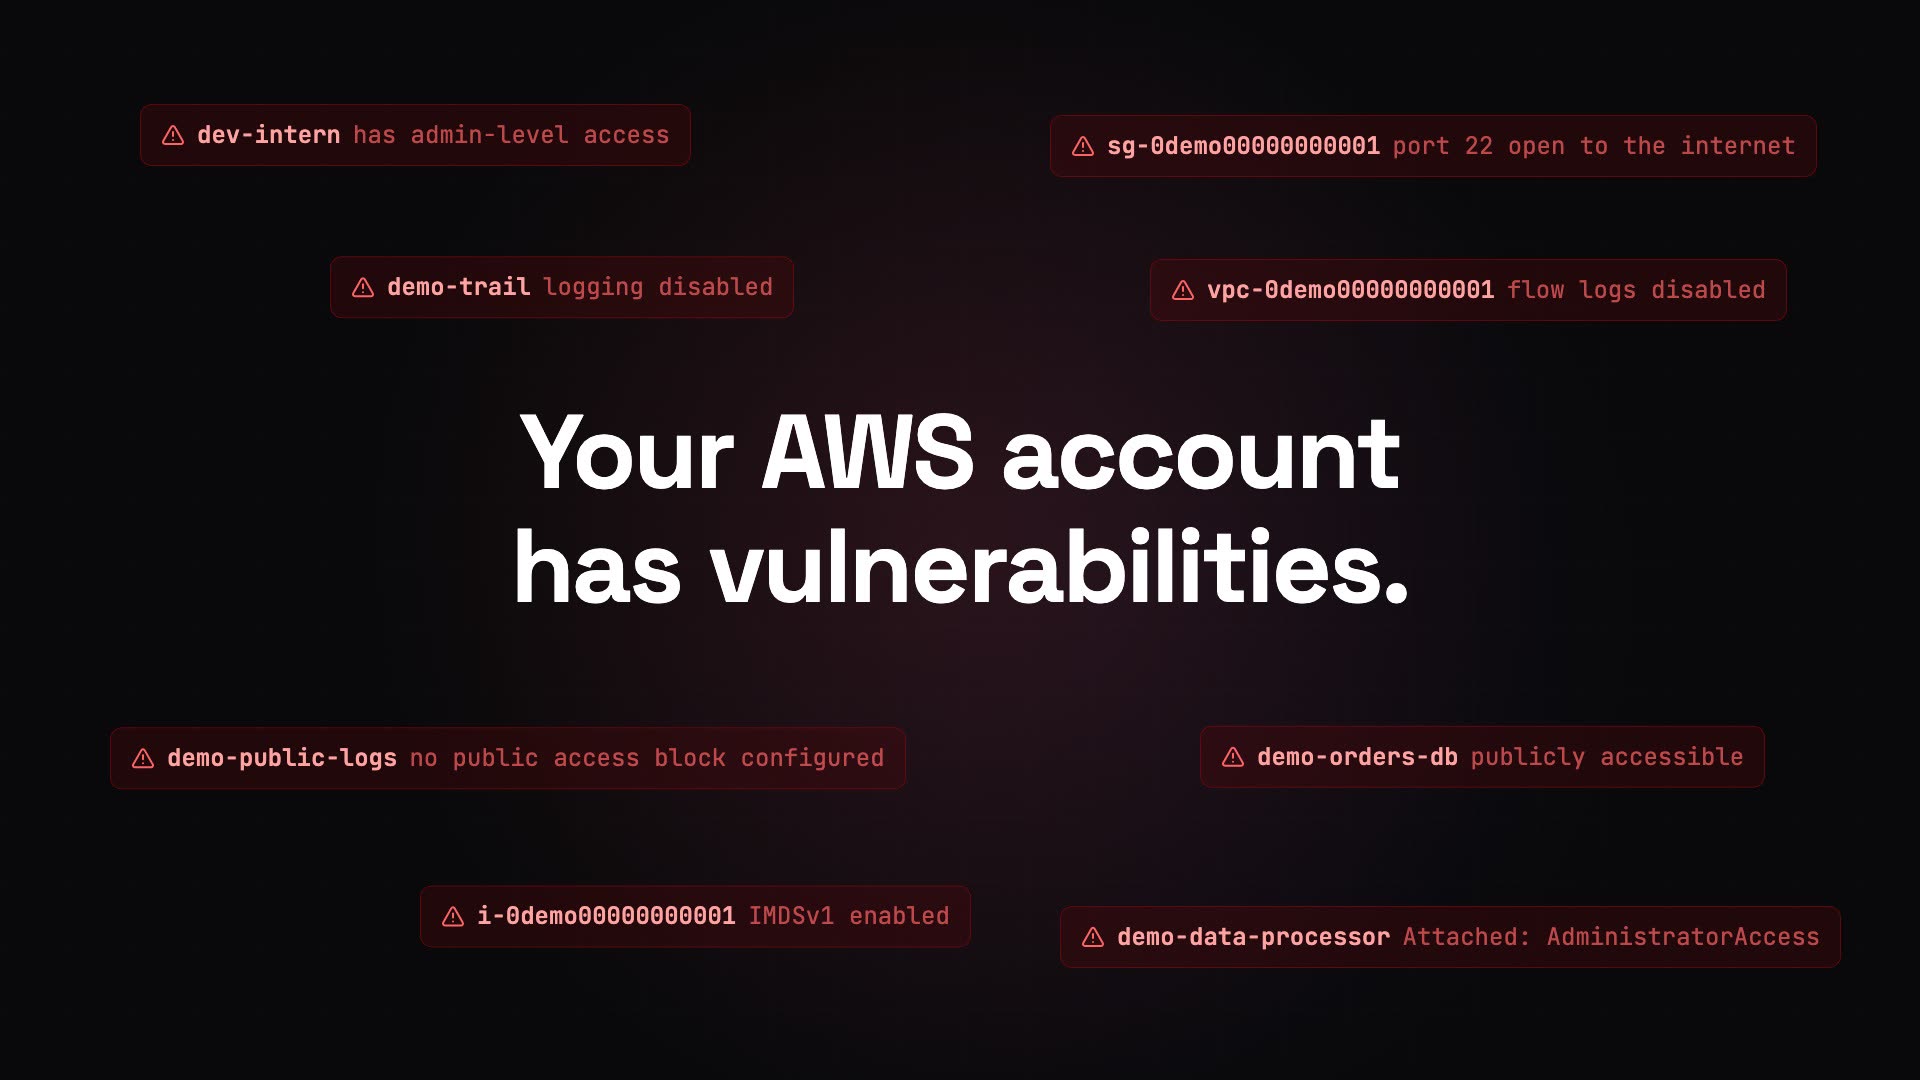 dev-intern has admin-level access
sg-0demo00000000001 port 22 open to the internet
demo-trail logging disabled
vpc-0demo00000000001 flow logs disabled
Your AWS account
has vulnerabilities.
demo-public-logs no public access block configured
demo-orders-db publicly accessible
i-0demo00000000001 IMDSv1 enabled
demo-data-processor Attached: AdministratorAccess